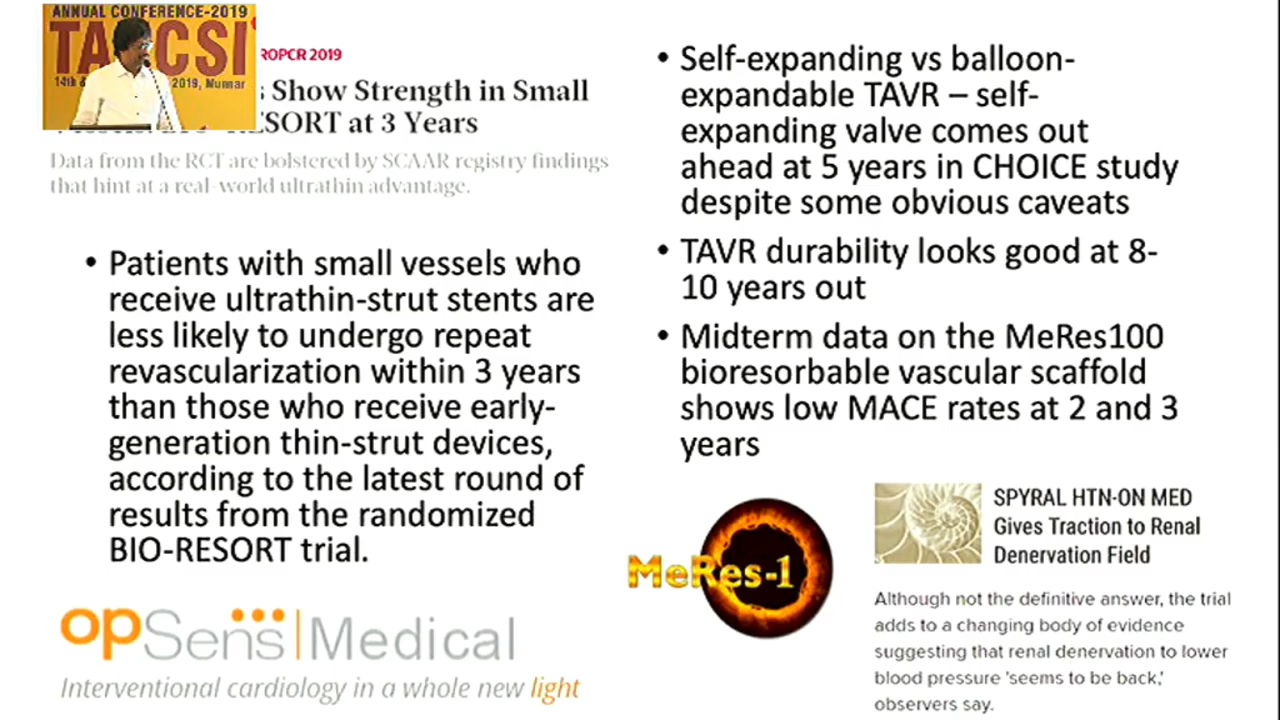 ANNUAL CONFERENCE-2019
TA CSI
14th & 2019, Munnar
ROPCR 2019
s Show Strength in Small
ESORT at 3 Years
Data from the RCT are bolstered by SCAAR registry findings
that hint at a real-world ultrathin advantage.
• Patients with small vessels who
receive ultrathin-strut stents are
less likely to undergo repeat
revascularization within 3 years
than those who receive early-
generation thin-strut devices,
according to the latest round of
results from the randomized
BIO-RESORT trial.
opSens|Medical
Interventional cardiology in a whole new light
• Self-expanding vs balloon-
expandable TAVR – self-
expanding valve comes out
ahead at 5 years in CHOICE study
despite some obvious caveats
• TAVR durability looks good at 8-
10 years out
• Midterm data on the MeRes100
bioresorbable vascular scaffold
shows low MACE rates at 2 and 3
years
MeRes-1
SPYRAL HTN-ON MED
Gives Traction to Renal
Denervation Field
Although not the definitive answer, the trial
adds to a changing body of evidence
suggesting that renal denervation to lower
blood pressure 'seems to be back,'
observers say.